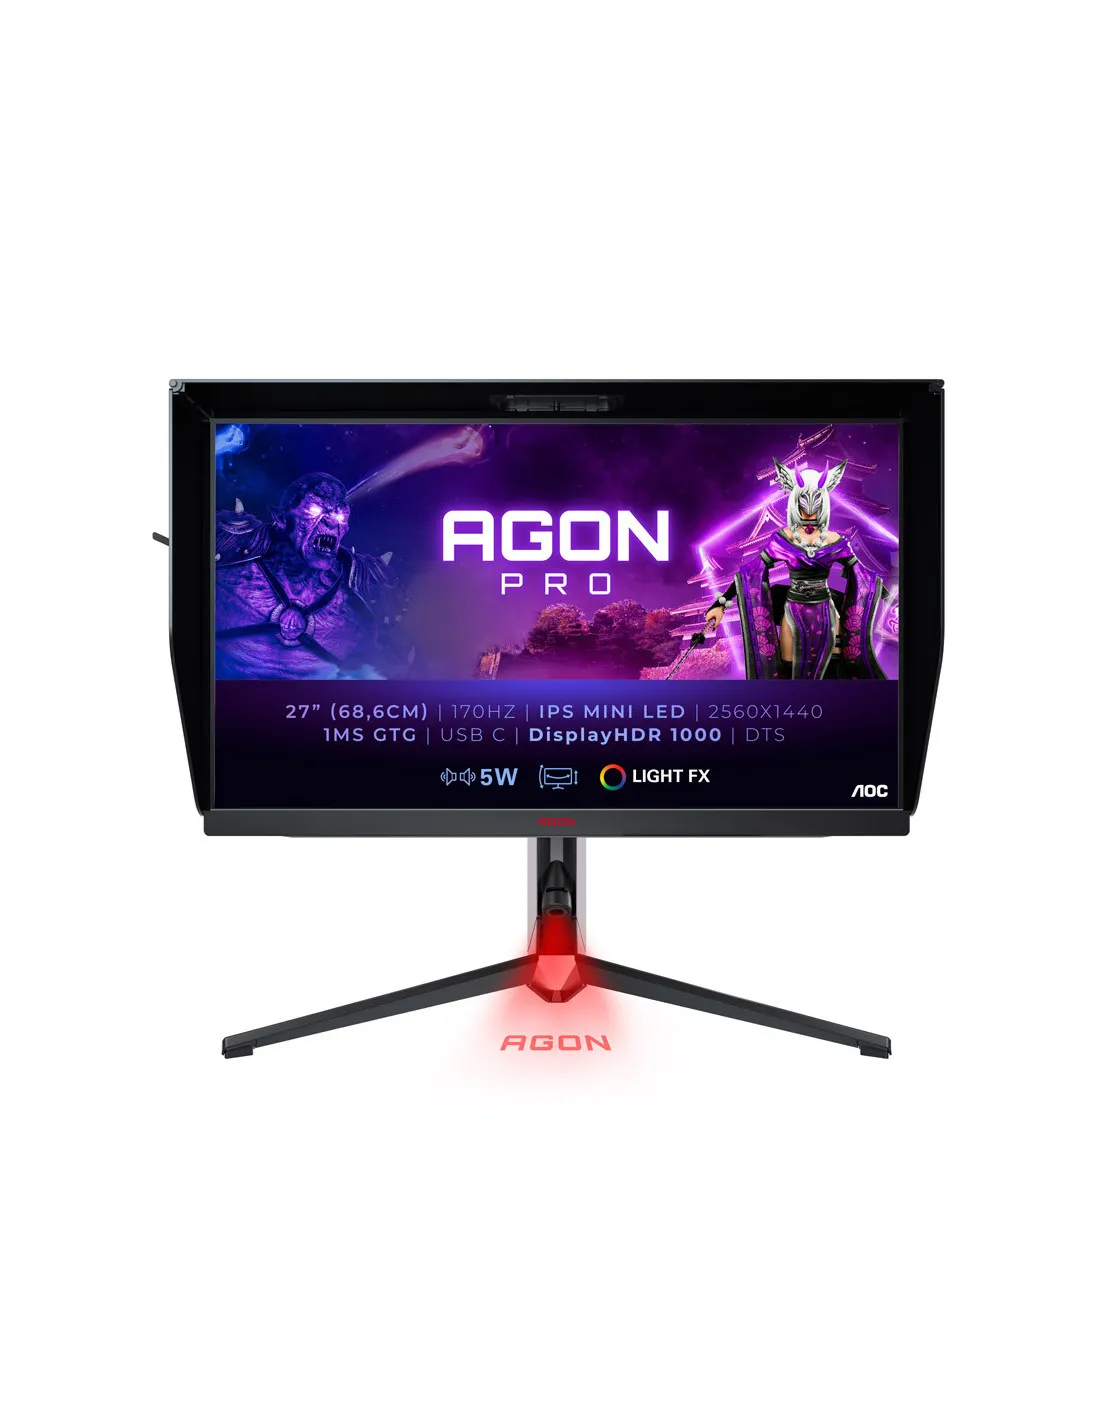 AGON
PRO
27” (68,6CM) | 170HZ | IPS MINI LED | 2560X1440
1MS GTG | USB C | DisplayHDR 1000 | DTS
5W LIGHT FX
AOC
AGON
AGON